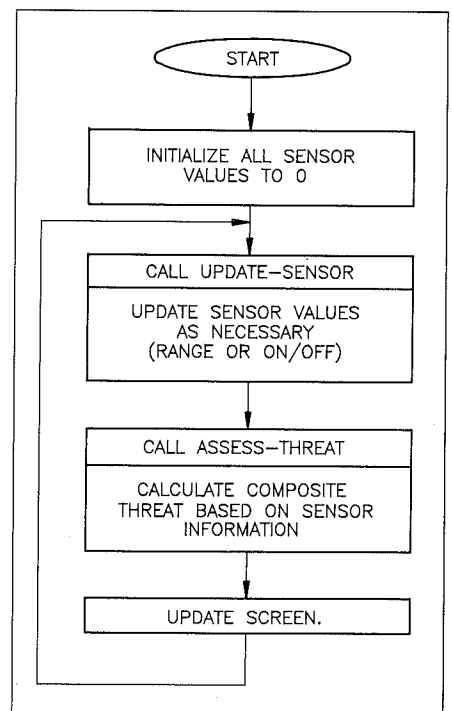 START
INITIALIZE ALL SENSOR
VALUES TO 0
CALL UPDATE-SENSOR
UPDATE SENSOR VALUES
AS NECESSARY
(RANGE OR ON/OFF)
CALL ASSESS-THREAT
CALCULATE COMPOSITE
THREAT BASED ON SENSOR
INFORMATION
UPDATE SCREEN.